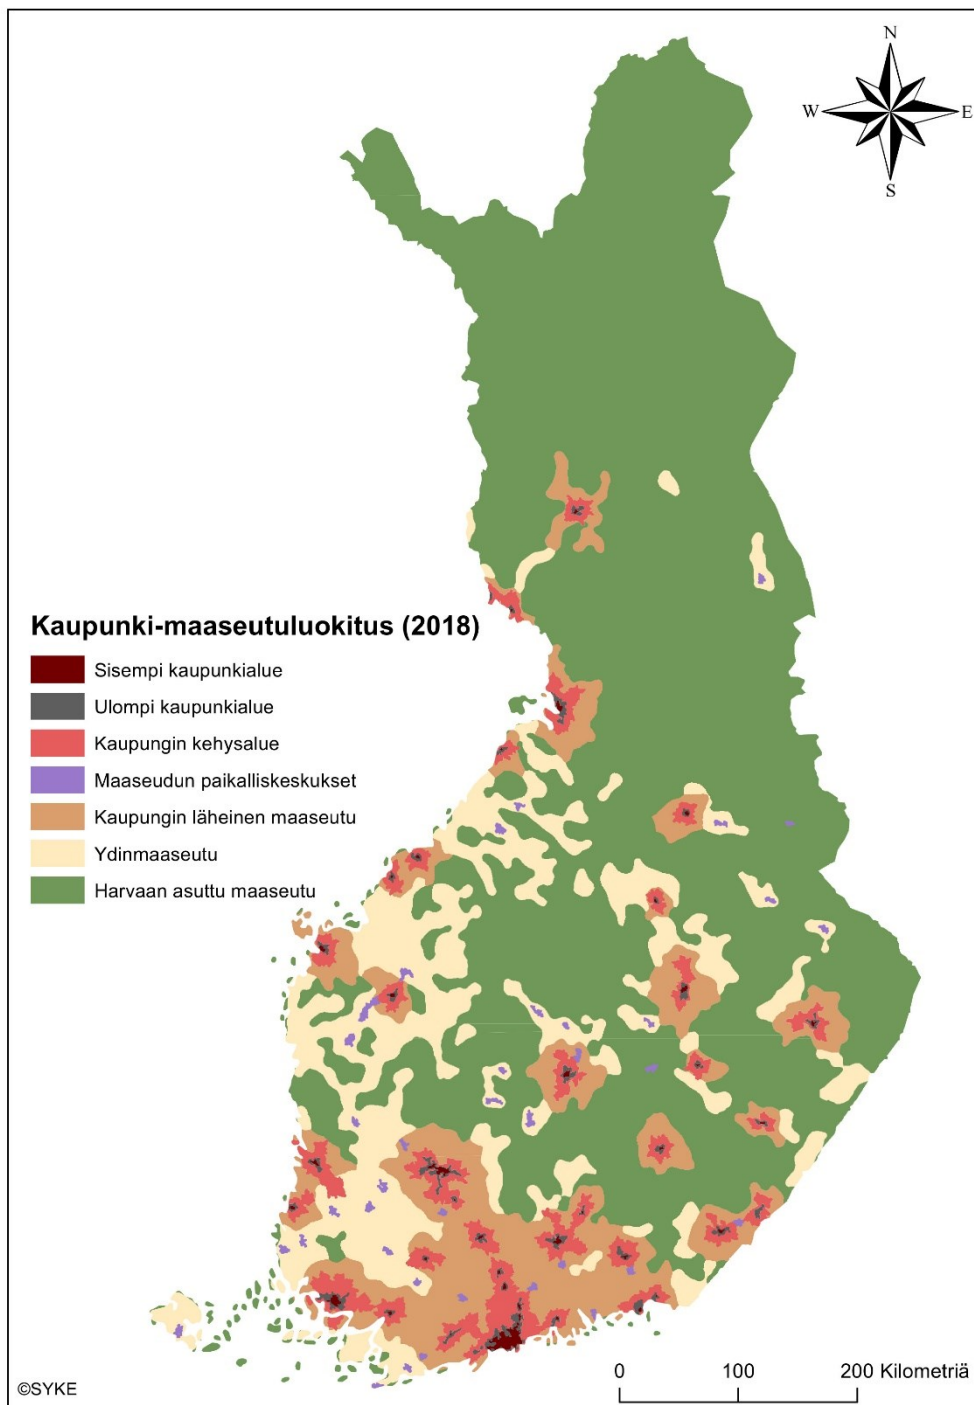 N
W E
S
Kaupunki-maaseutuluokitus (2018)
Sisempi kaupunkialue
Ulompi kaupunkialue
Kaupungin kehysalue
Maaseudun paikalliskeskukset
Kaupungin läheinen maaseutu
Ydinmaaseutu
Harvaan asuttu maaseutu
0 100 200 Kilometriä
©SYKE